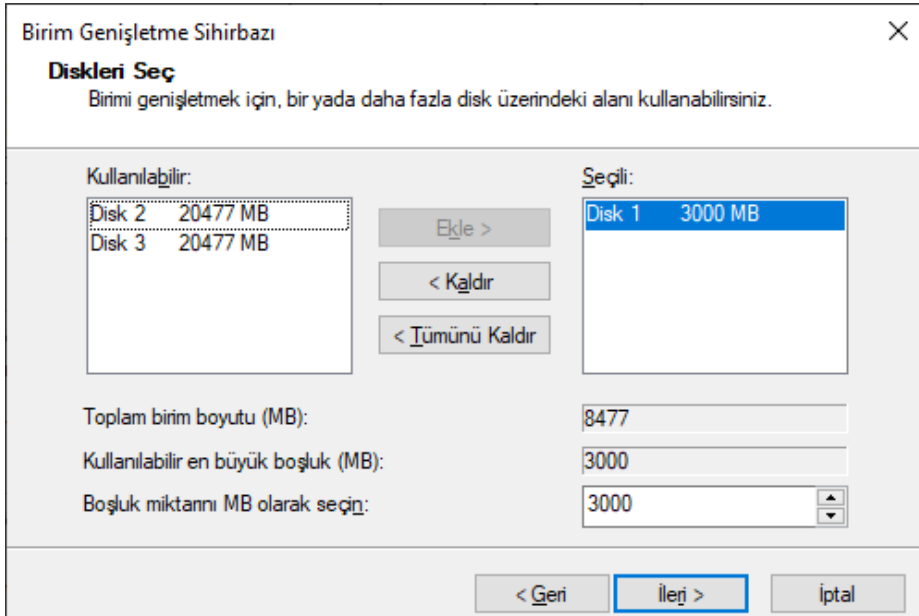 Birim Genişletme Sihirbazı
Diskleri Seç
Birimi genişletmek için, bir yada daha fazla disk üzerindeki alanı kullanabilirsiniz.
Kullanılabilir:
Seçili:
Disk 2 20477 MB
Disk 3 20477 MB
Ekle >
< Kaldır
< Tümünü Kaldır
Disk 1 3000 MB
Toplam birim boyutu (MB): 8477
Kullanılabilir en büyük boşluk (MB): 3000
Boşluk miktarını MB olarak seçin: 3000
< Geri
İleri >
İptal